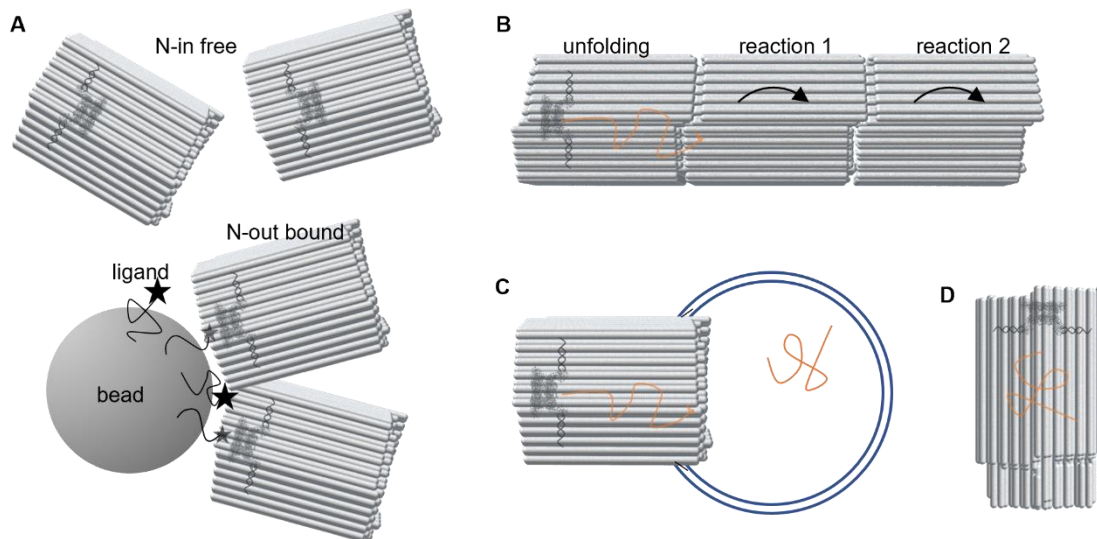 A
N-in free
N-out bound
ligand
bead
B
unfolding
reaction 1
reaction 2
C
D